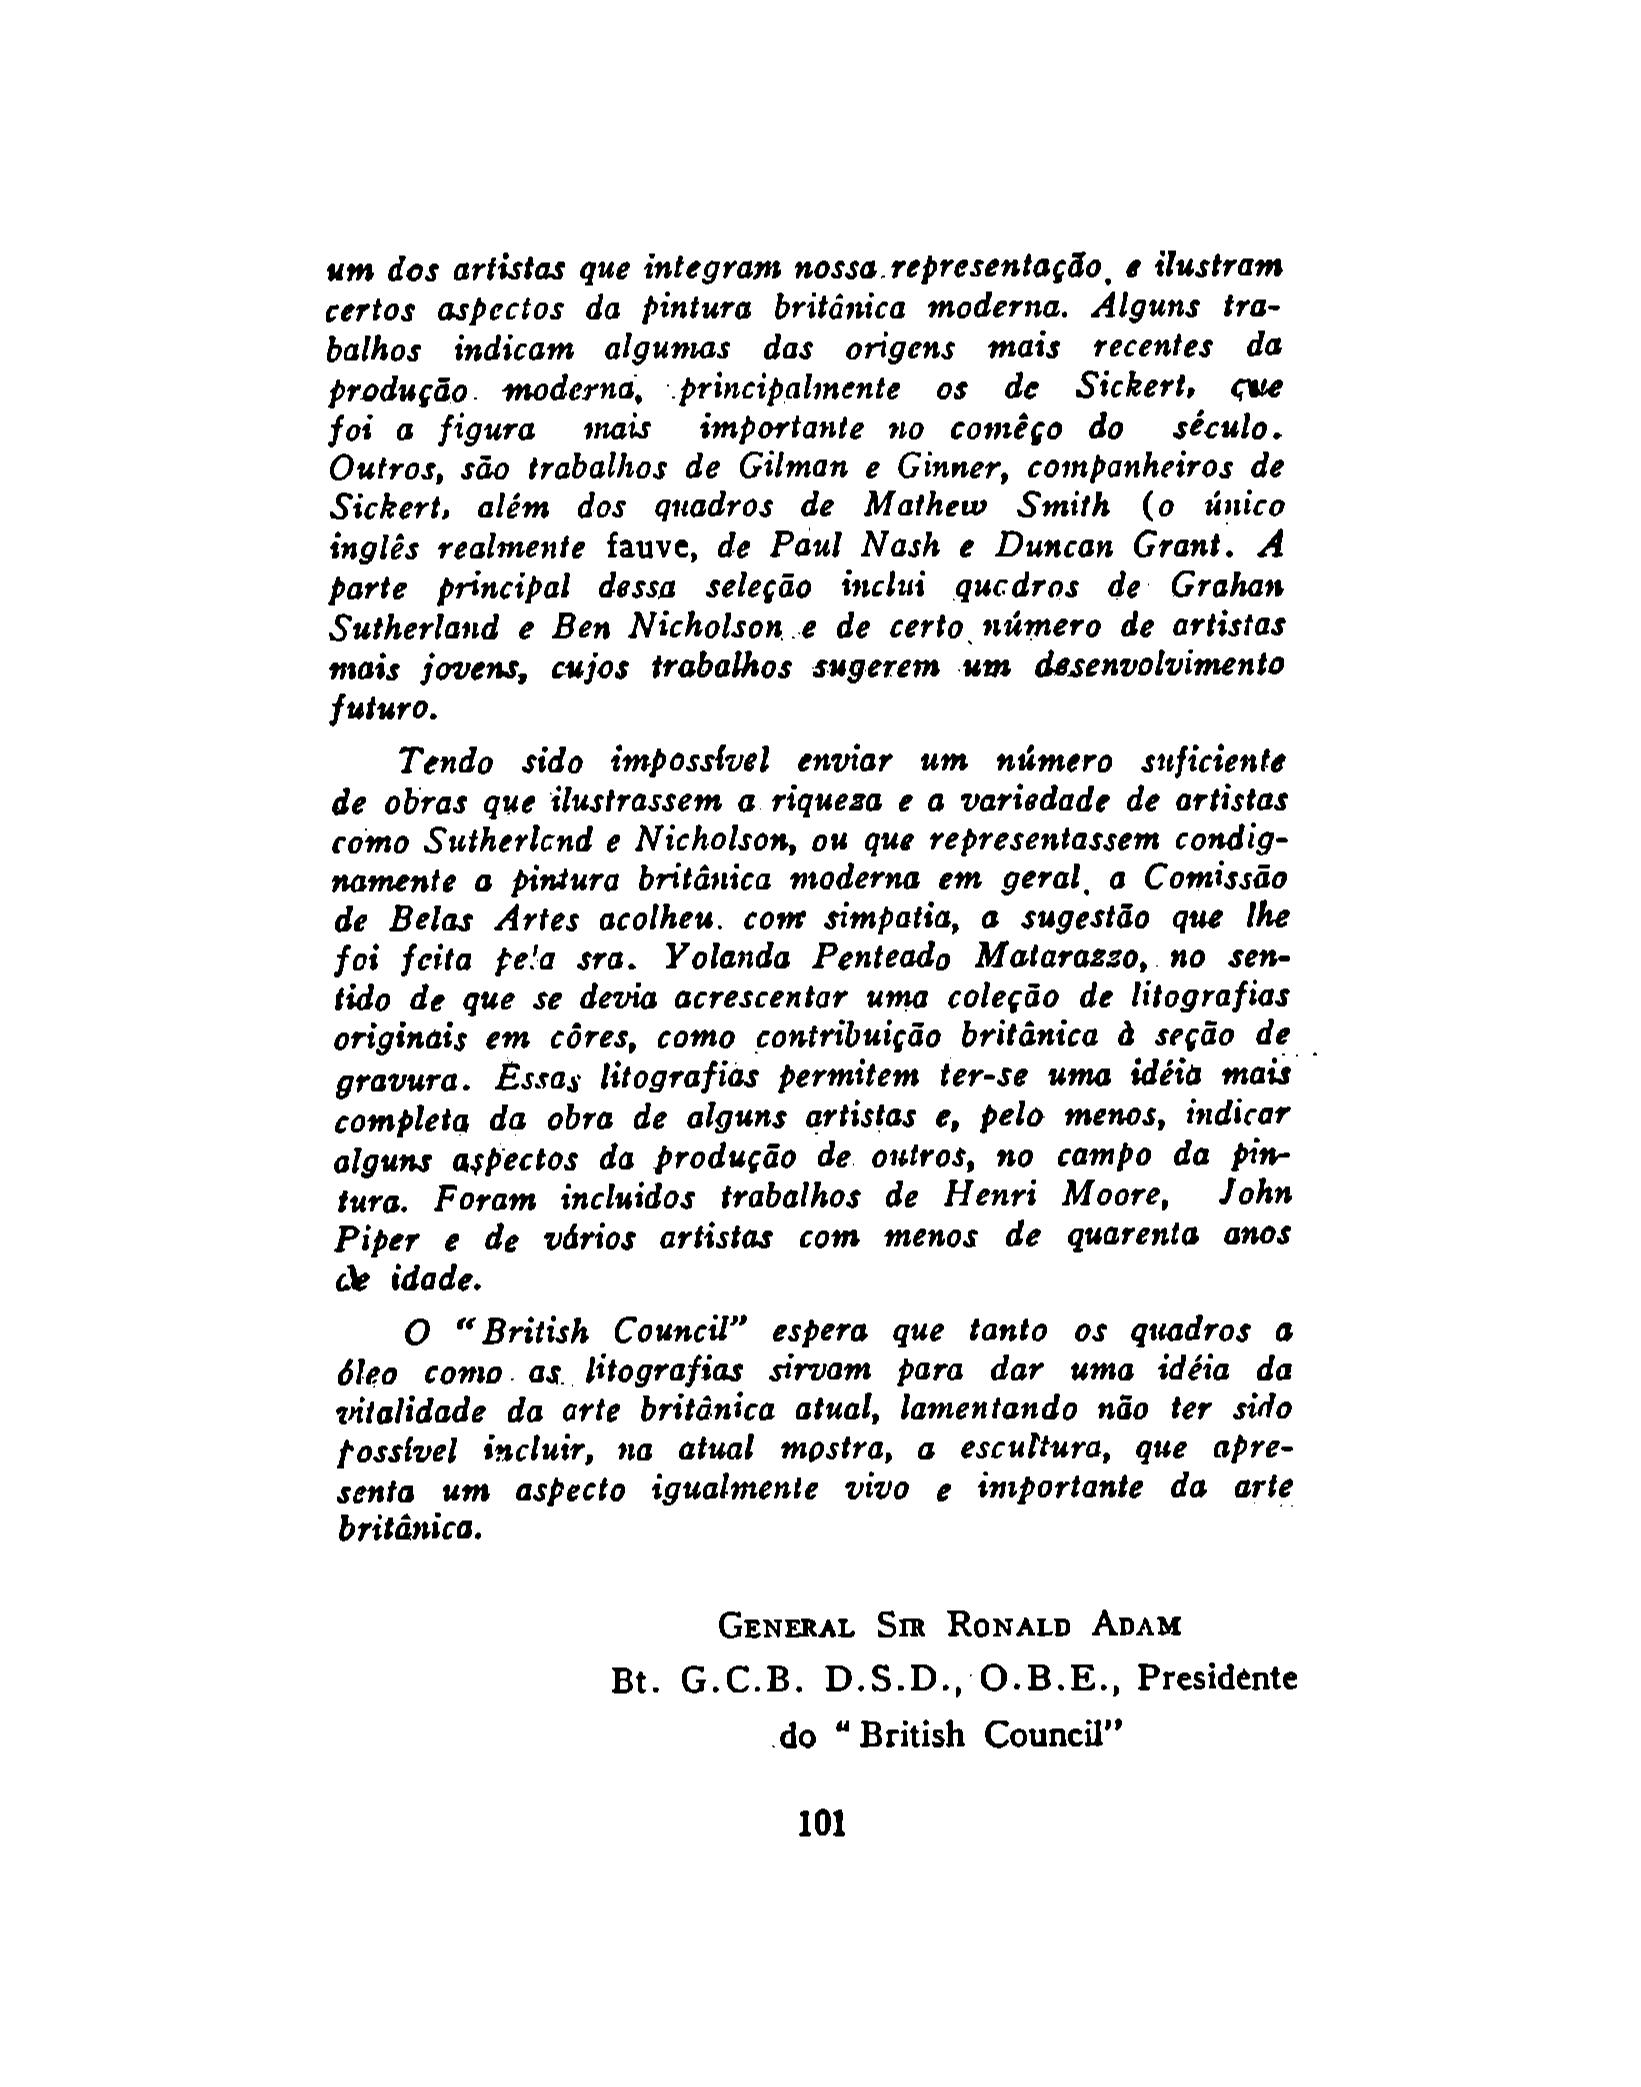 um dos artistas que integram nossa representação, e ilustram
certos aspectos da pintura britânica moderna. Alguns tra-
balhos indicam algumas das origens mais recentes da
produção moderna, principalmente os de Sickert, que
foi a figura mais importante no comêço do século.
Outros, são trabalhos de Gilman e Ginner, companheiros de
Sickert, além dos quadros de Mathew Smith (o único
inglês realmente fauve, de Paul Nash e Duncan Grant. A
parte principal dessa seleção inclui quadros de Grahan
Sutherland e Ben Nicholson e de certo número de artistas
mais jovens, cujos trabalhos sugerem um desenvolvimento
futuro.
Tendo sido impossível enviar um número suficiente
de obras que ilustrassem a riqueza e a variedade de artistas
como Sutherland e Nicholson, ou que representassem condig-
namente a pintura britânica moderna em geral, a Comissão
de Belas Artes acolheu. com simpatia, a sugestão que lhe
foi feita pela sra. Yolanda Penteado Matarazzo, no sen-
tido de que se devia acrescentar uma coleção de litografias
originais em côres, como contribuição britânica à seção de
gravura. Essas litografias permitem ter-se uma idéia mais
completa da obra de alguns artistas e, pelo menos, indicar
alguns aspectos da produção de outros, no campo da pin-
tura. Foram incluidos trabalhos de Henri Moore, John
Piper e de vários artistas com menos de quarenta anos
de idade.
O "British Council" espera que tanto os quadros a
óleo como as litografias sirvam para dar uma idéia da
vitalidade da arte britânica atual, lamentando não ter sido
possível incluir, na atual mostra, a escultura, que apre-
senta um aspecto igualmente vivo e importante da arte
britânica.
GENERAL SIR RONALD ADAM
Bt. G.C.B. D.S.D., O.B.E., Presidente
do "British Council"
101